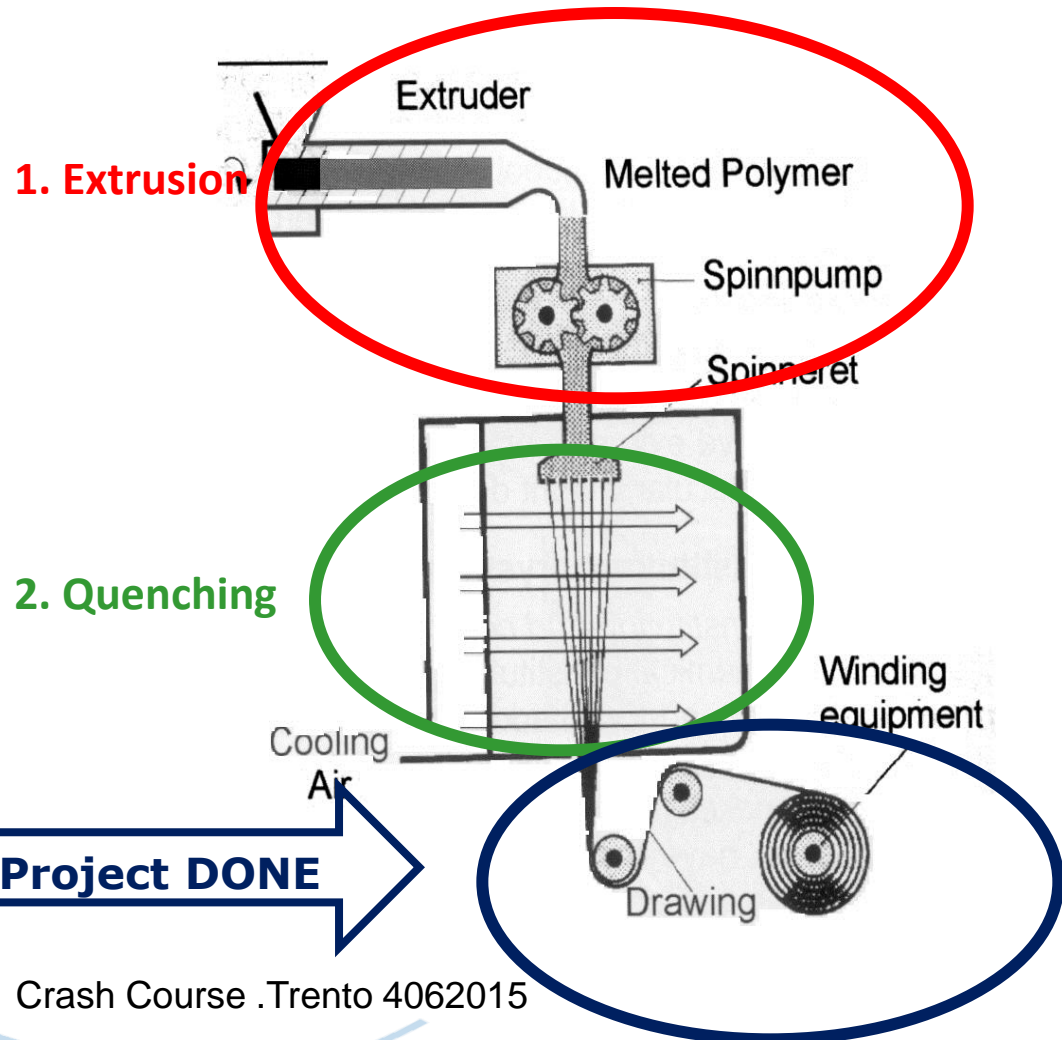 Extruder
1. Extrusion
Melted Polymer
Spinnpump
Spinneret
2. Quenching
Winding
equipment
Cooling
Air
Project DONE
Drawing
Crash Course .Trento 4062015